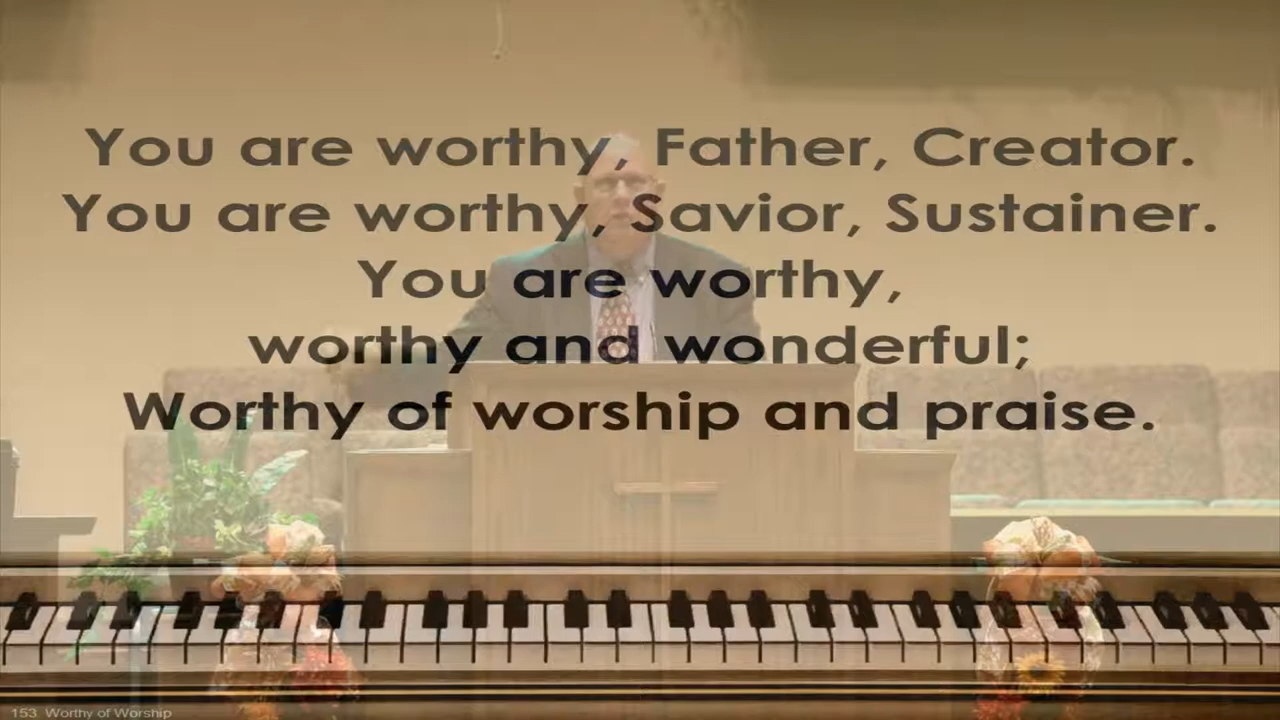 You are worthy, Father, Creator.
You are worthy, Savior, Sustainer.
You are worthy,
worthy and wonderful;
Worthy of worship and praise.
153 Worthy of Worship